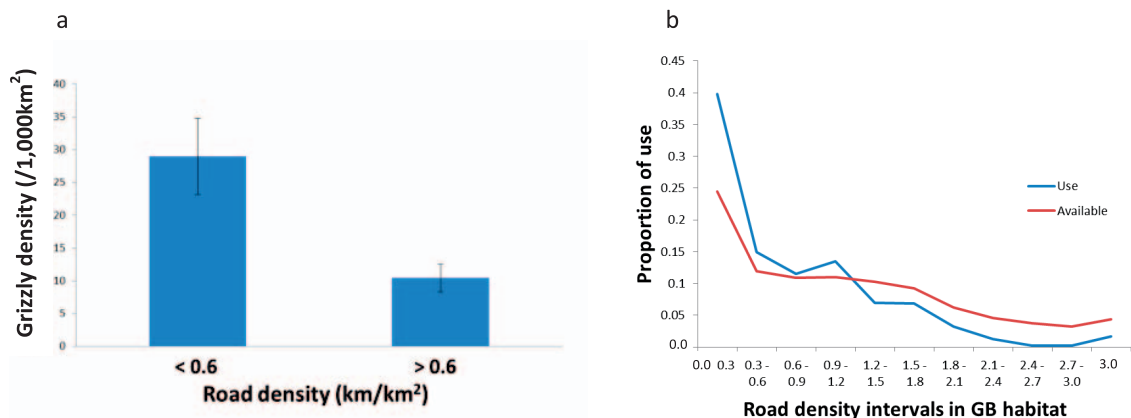 a
Grizzly density (/1,000km²)
40
35
30
25
20
15
10
5
0
< 0.6
> 0.6
Road density (km/km²)
b
Proportion of use
0.45
0.4
0.35
0.3
0.25
0.2
0.15
0.1
0.05
0.0
Use
Available
0.0 0.3 0.3 - 0.6 - 0.9 - 1.2 - 1.5 - 1.8 - 2.1 - 2.4 - 2.7 - 3.0
0.6 0.9 1.2 1.5 1.8 2.1 2.4 2.7 3.0
Road density intervals in GB habitat